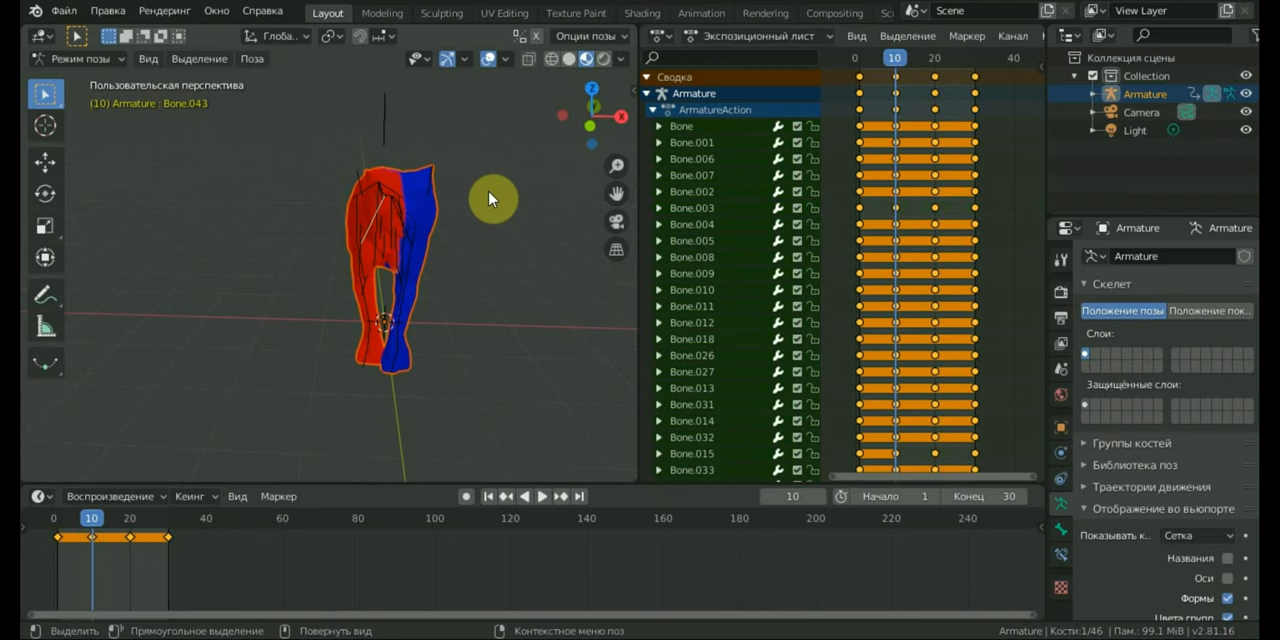 Файл Правка Рендеринг Окно Справка Layout Modeling Sculpting UV Editing Texture Paint Shading Animation Rendering Compositing Sc Scene View Layer
Глоба.. Опции позы Экспозиционный лист Вид Выделение Маркер Канал
Режим позы Вид Выделение Поза
Пользовательская перспектива
(10) Armature : Bone.043
Z
X
0 10 20 40
Сводка
Armature
ArmatureAction
Bone
Bone.001
Bone.006
Bone.007
Bone.002
Bone.003
Bone.004
Bone.005
Bone.008
Bone.009
Bone.010
Bone.011
Bone.012
Bone.018
Bone.026
Bone.027
Bone.013
Bone.031
Bone.014
Bone.032
Bone.015
Bone.033
Коллекция сцены
Collection
Armature
Camera
Light
Armature Armature
Armature
Скелет
Положение позы Положение пок..
Слои:
Защищённые слои:
Группы костей
Библиотека поз
Траектории движения
Отображение во вьюпорте
Показывать к.. Сетка
Названия
Оси
Формы
Цвета групп
Воспроизведение Кеинг Вид Маркер 10 Начало 1 Конец 30
0 10 20 40 60 80 100 120 140 160 180 200 220 240
Выделить Прямоугольное выделение Повернуть вид Контекстное меню поз Armature | Кости:1/46 | Пам.: 99.1 MiB | v2.81.16